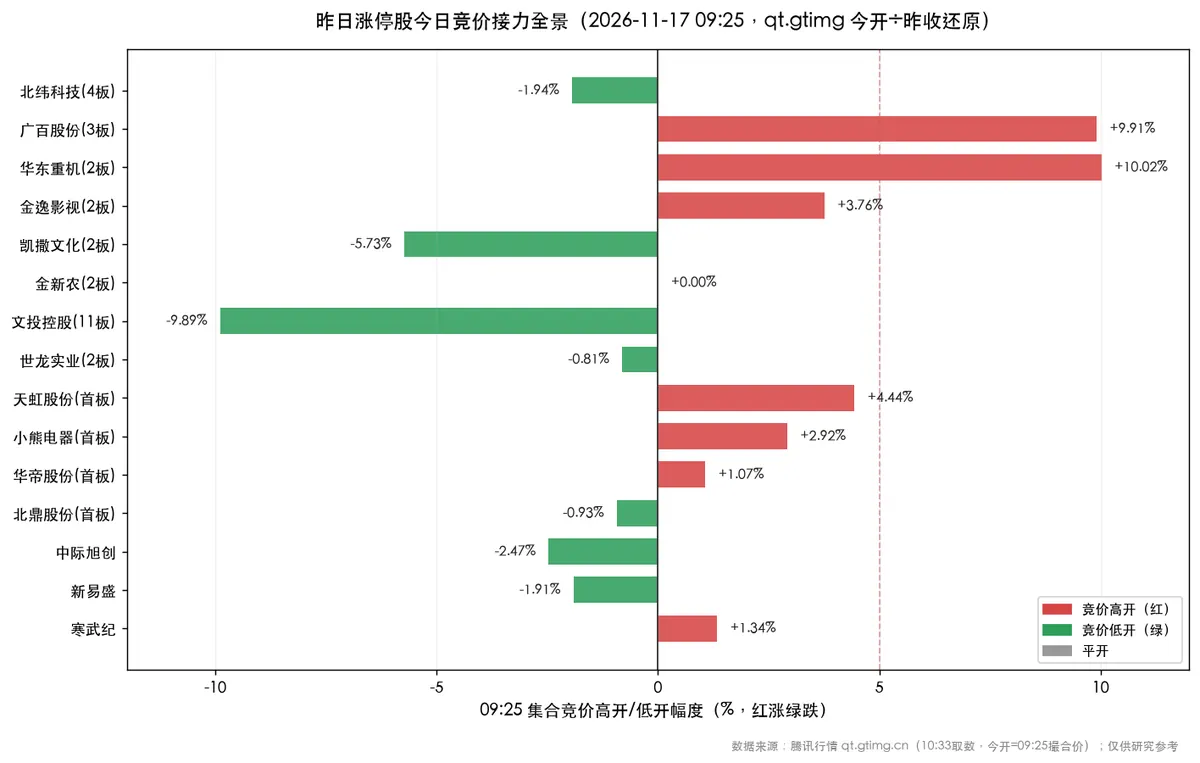 昨日涨停股今日竞价接力全景（2026-11-17 09:25，qt.gtimg 今开÷昨收还原）
北纬科技(4板) -1.94%
广百股份(3板) +9.91%
华东重机(2板) +10.02%
金逸影视(2板) +3.76%
凯撒文化(2板) -5.73%
金新农(2板) +0.00%
文投控股(11板) -9.89%
世龙实业(2板) -0.81%
天虹股份(首板) +4.44%
小熊电器(首板) +2.92%
华帝股份(首板) +1.07%
北鼎股份(首板) -0.93%
中际旭创 -2.47%
新易盛 -1.91%
寒武纪 +1.34%
竞价高开（红）
竞价低开（绿）
平开
-10 -5 0 5 10
09:25 集合竞价高开/低开幅度（%，红涨绿跌）
数据来源：腾讯行情 qt.gtimg.cn（10:33取数，今开=09:25撮合价）；仅供研究参考